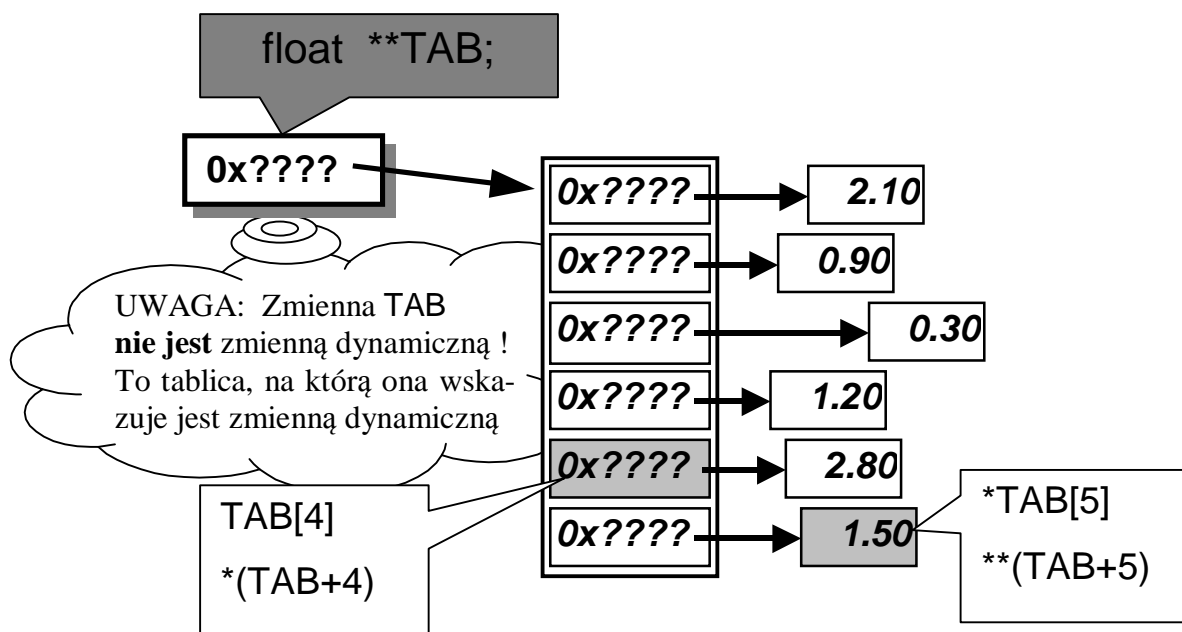 float **TAB;
0x????
0x???? 2.10
0x???? 0.90
0x???? 0.30
0x???? 1.20
0x???? 2.80
0x???? 1.50
UWAGA: Zmienna TAB
nie jest zmienną dynamiczną !
To tablica, na którą ona wska-
zuje jest zmienną dynamiczną
TAB[4]
*(TAB+4)
*TAB[5]
**(TAB+5)